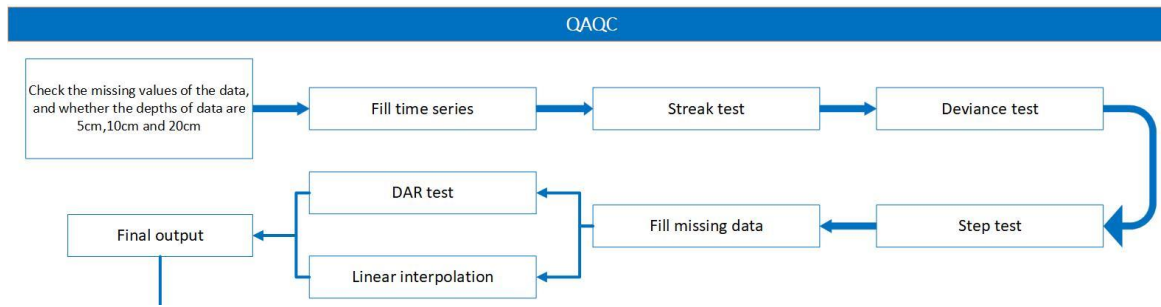 QAQC
Check the missing values of the data,
and whether the depths of data are
5cm,10cm and 20cm
Fill time series
Streak test
Deviance test
Step test
Fill missing data
DAR test
Linear interpolation
Final output